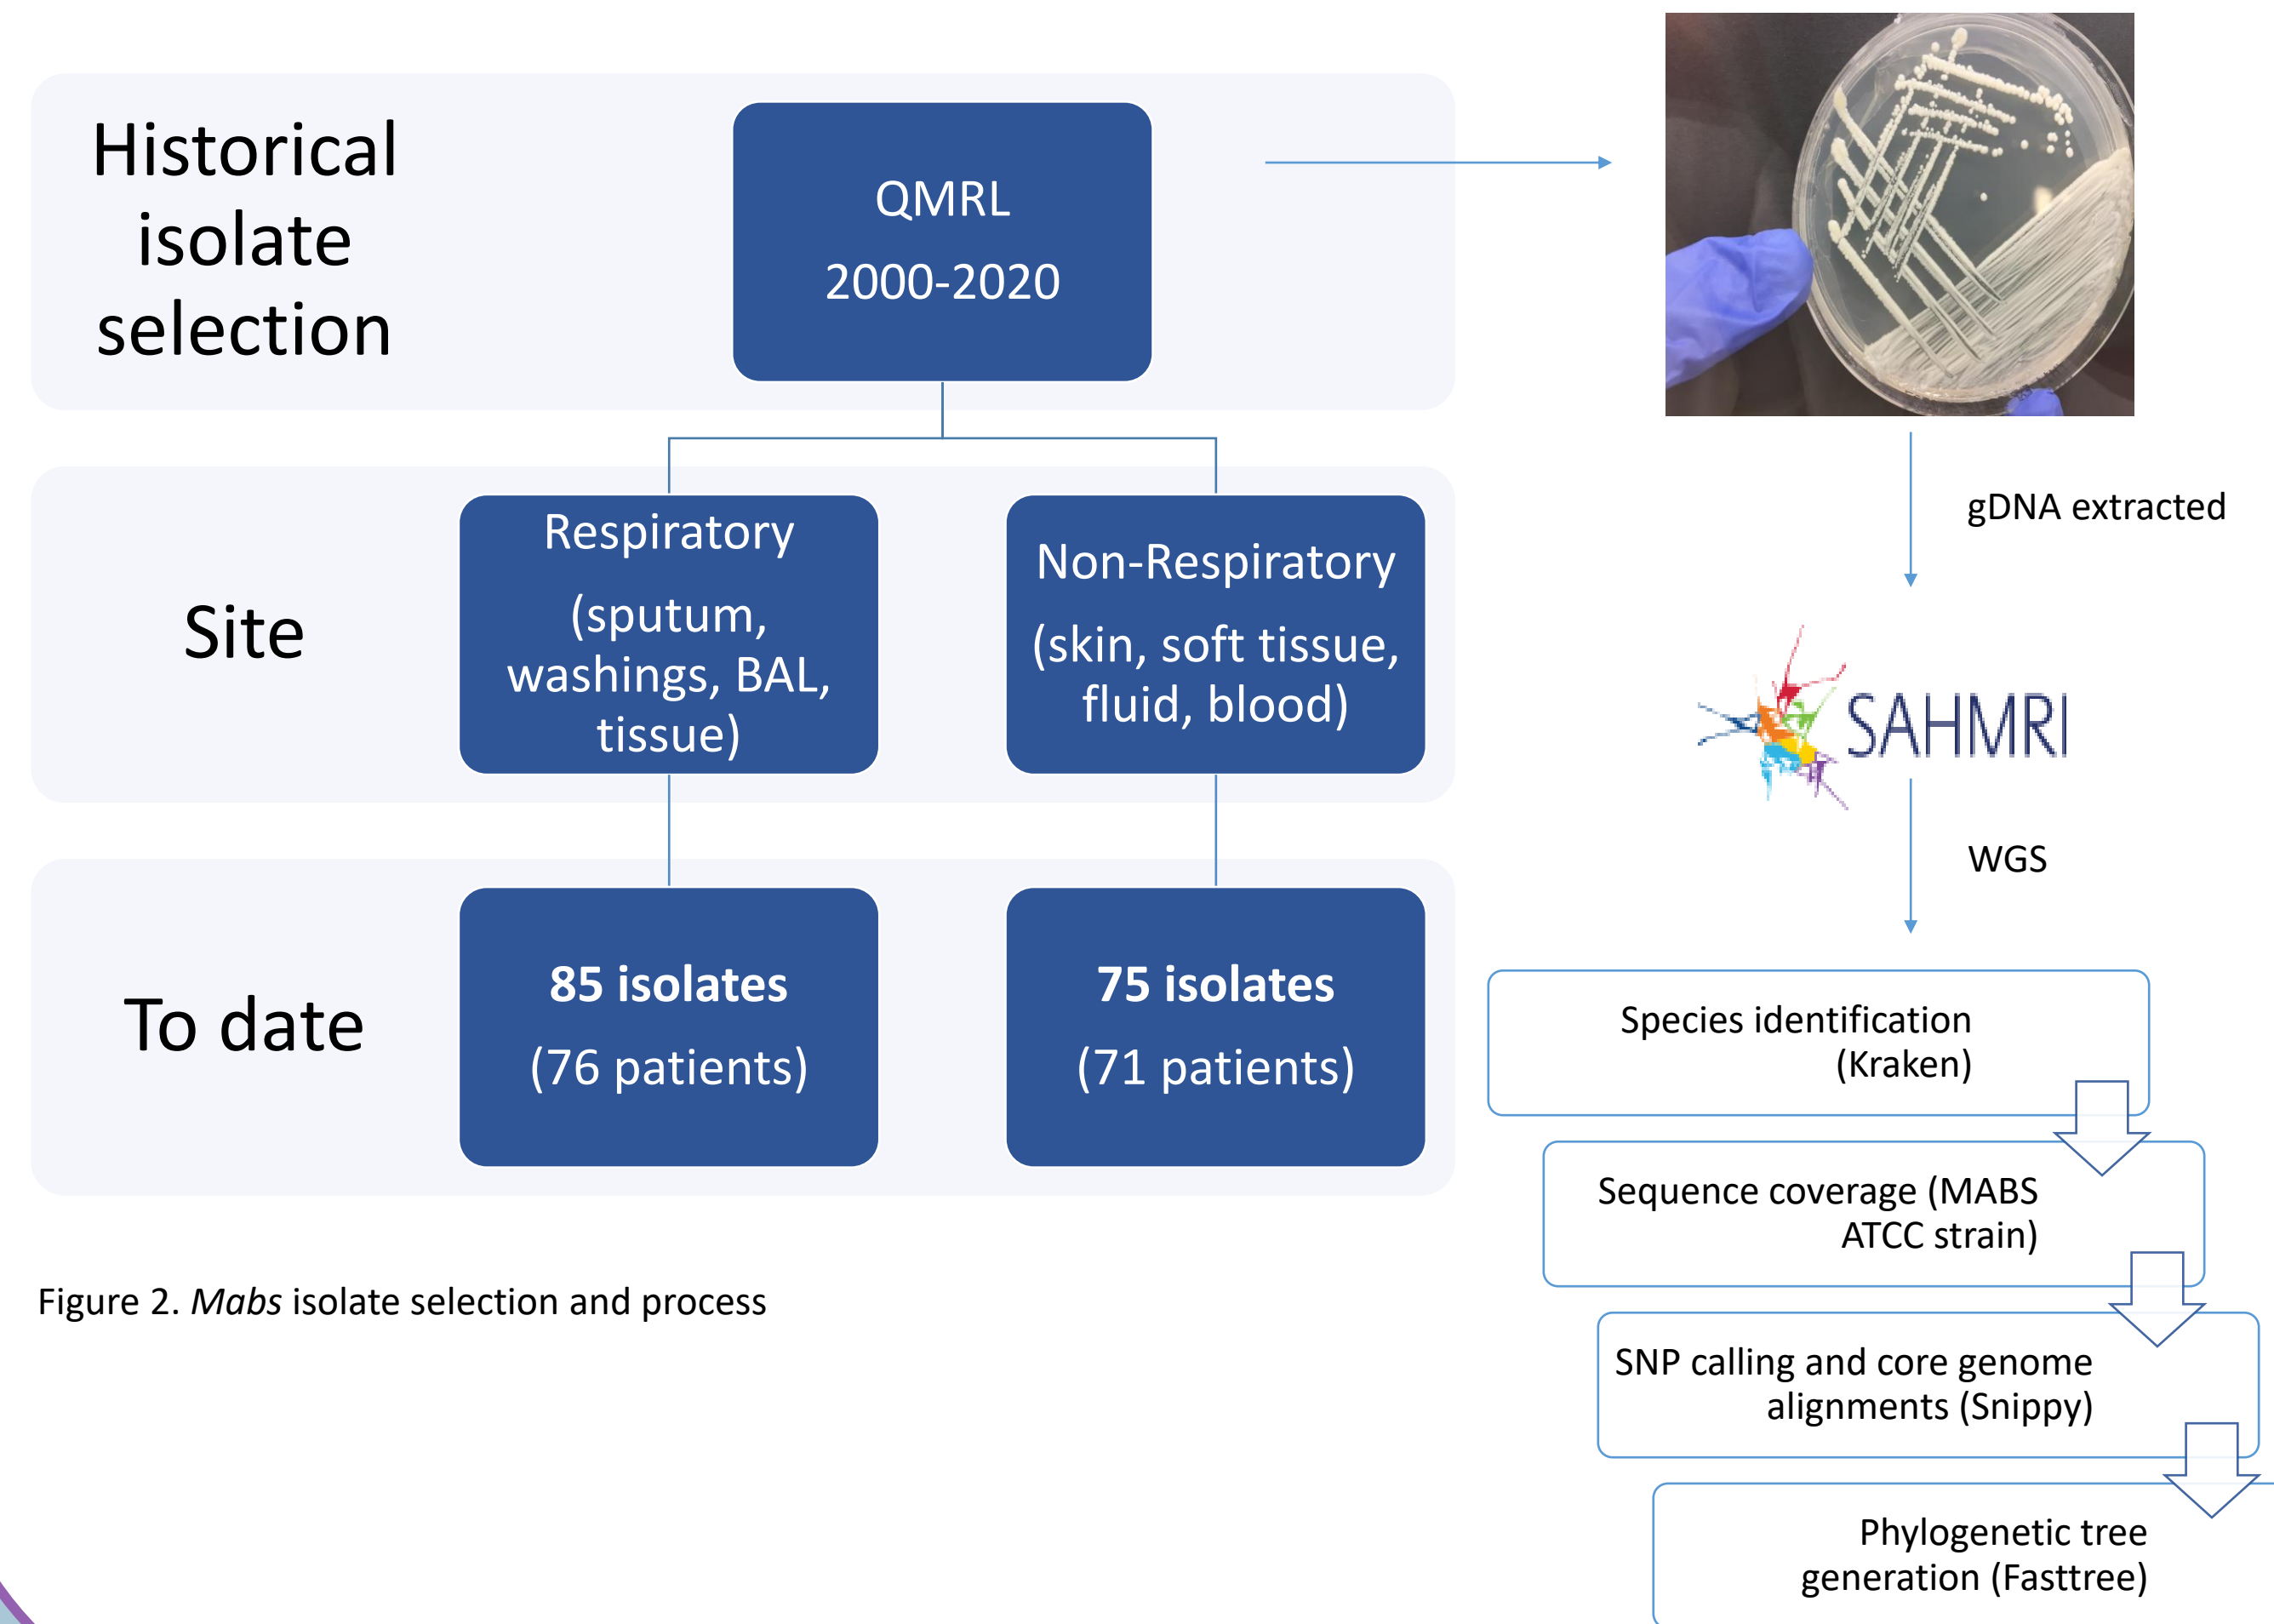 Historical
isolate
selection
QMRL
2000-2020
Site
Respiratory
(sputum,
washings, BAL,
tissue)
Non-Respiratory
(skin, soft tissue,
fluid, blood)
To date
85 isolates
(76 patients)
75 isolates
(71 patients)
Figure 2. Mabs isolate selection and process
gDNA extracted
SAHMRI
WGS
Species identification
(Kraken)
Sequence coverage (MABS
ATCC strain)
SNP calling and core genome
alignments (Snippy)
Phylogenetic tree
generation (Fasttree)